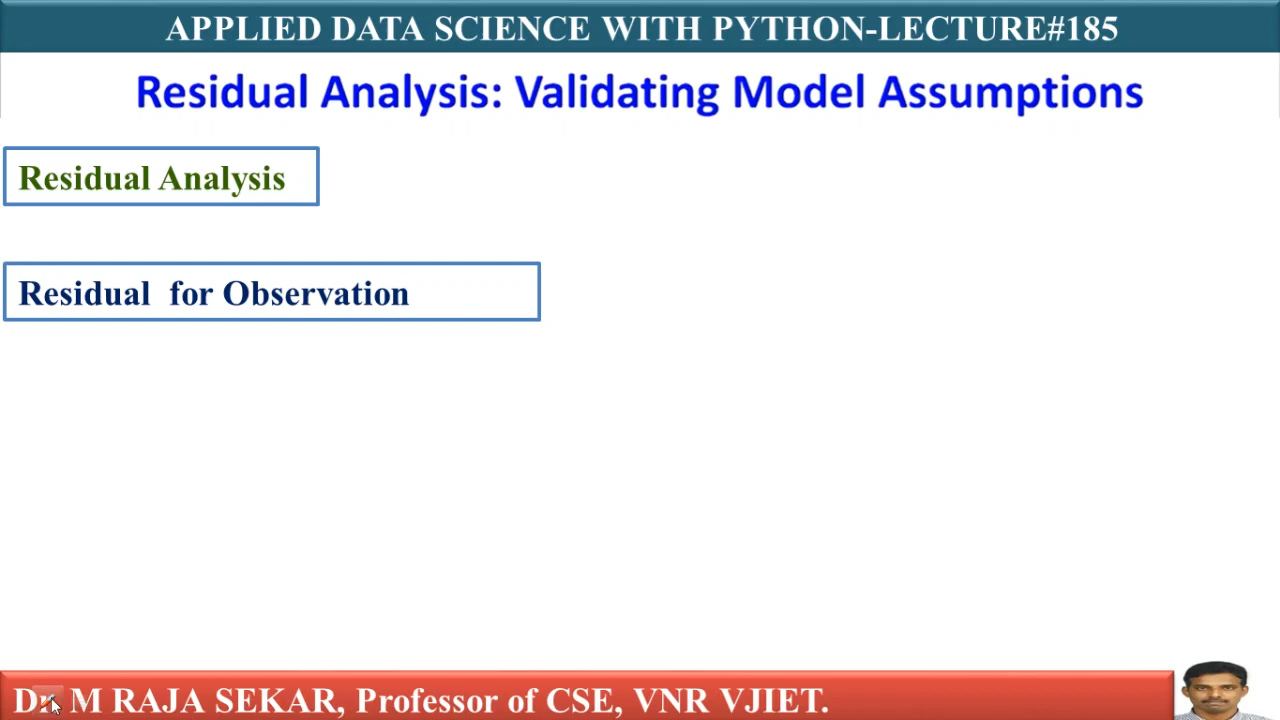 APPLIED DATA SCIENCE WITH PYTHON-LECTURE#185
Residual Analysis: Validating Model Assumptions
Residual Analysis
Residual for Observation
Dr. M RAJA SEKAR, Professor of CSE, VNR VJIET.